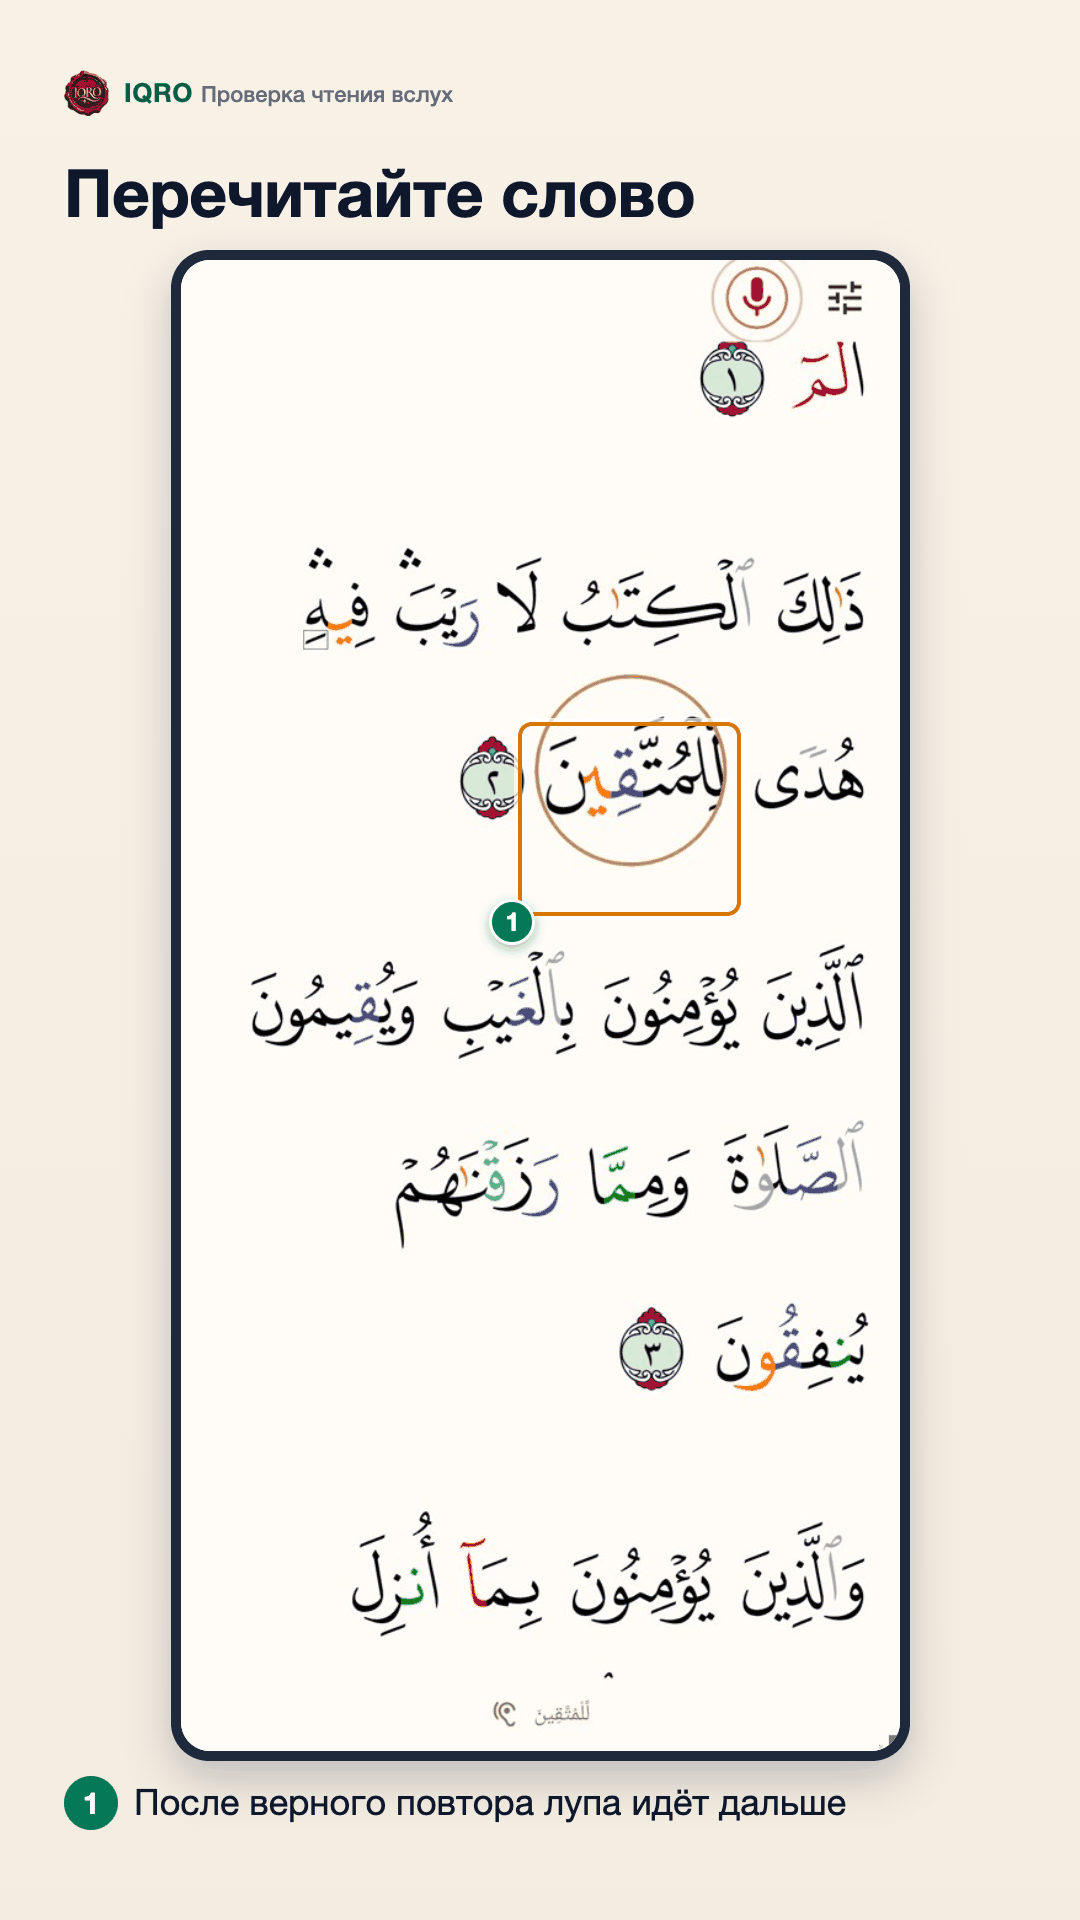 IQRO
IQRO Проверка чтения вслух
Перечитайте слово
الٓمٓ ١
ذَٰلِكَ ٱلْكِتَٰبُ لَا رَيْبَ ۛ فِيهِ ۛ
هُدًى لِّلْمُتَّقِينَ ٢
1
ٱلَّذِينَ يُؤْمِنُونَ بِٱلْغَيْبِ وَيُقِيمُونَ
ٱلصَّلَوٰةَ وَمِمَّا رَزَقْنَٰهُمْ
يُنفِقُونَ ٣
وَٱلَّذِينَ يُؤْمِنُونَ بِمَآ أُنزِلَ
لِّلْمُتَّقِينَ
1 После верного повтора лупа идёт дальше